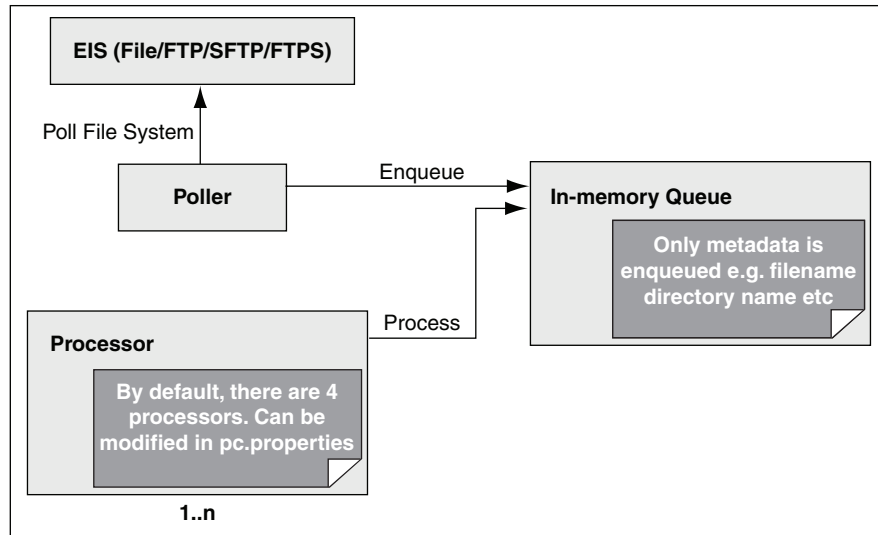 EIS (File/FTP/SFTP/FTPS)
Poll File System
Poller
Enqueue
In-memory Queue
Only metadata is
enqueued e.g. filename
directory name etc
Process
Processor
By default, there are 4
processors. Can be
modified in pc.properties
1..n